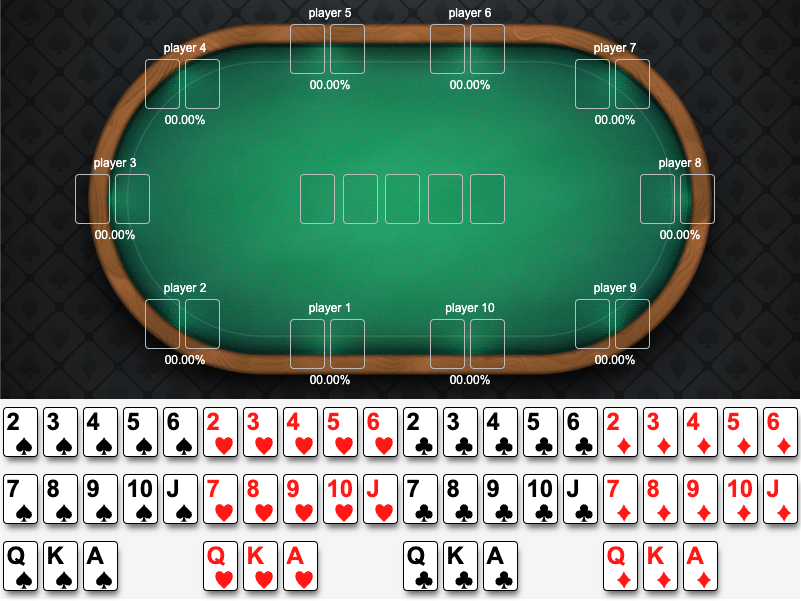 player 5
player 6
player 4
player 7
00.00%
00.00%
00.00%
00.00%
player 3
player 8
00.00%
00.00%
player 2
player 9
player 1
player 10
00.00%
00.00%
00.00%
00.00%
2 3 4 5 6 2 3 4 5 6 2 3 4 5 6 2 3 4 5 6
7 8 9 10 J 7 8 9 10 J 7 8 9 10 J 7 8 9 10 J
Q K A Q K A Q K A Q K A